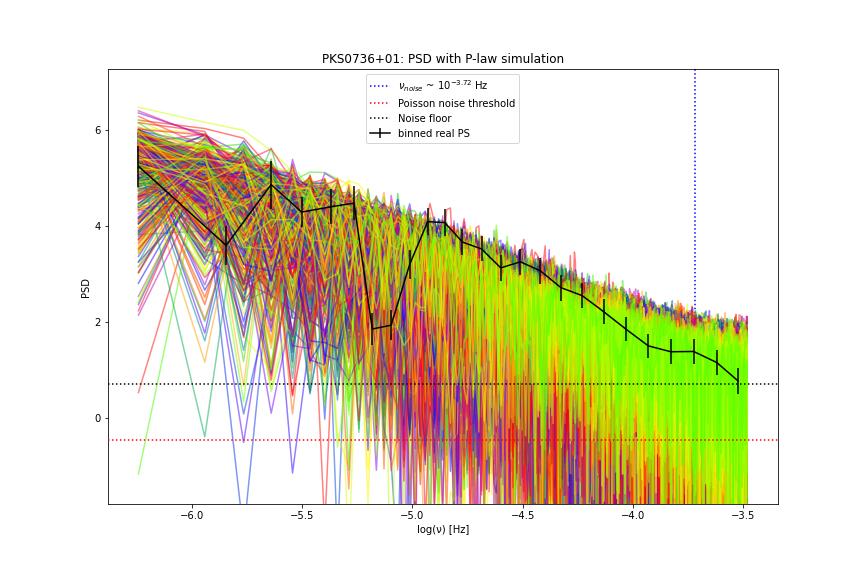 PKS0736+01: PSD with P-law simulation
ν_noise ~ 10^−3.72 Hz
Poisson noise threshold
Noise floor
binned real PS
PSD
6
4
2
0
−6.0 −5.5 −5.0 −4.5 −4.0 −3.5
log(ν) [Hz]